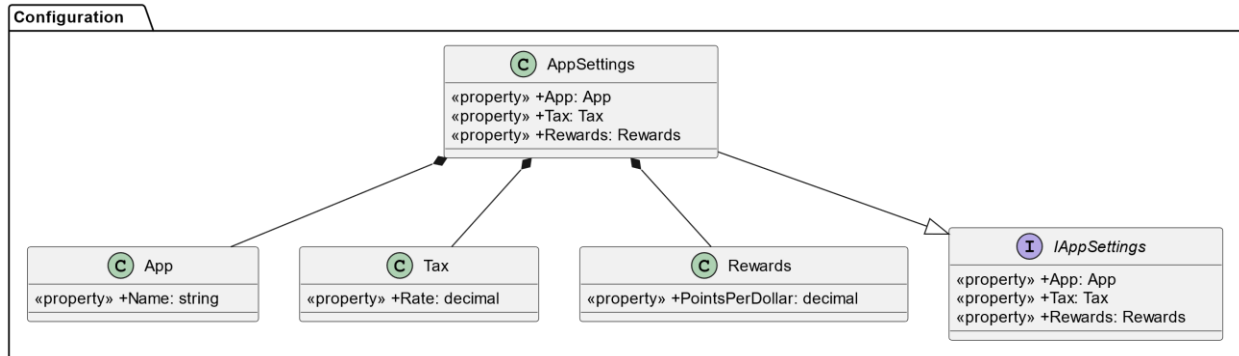 Configuration
C AppSettings
«property» +App: App
«property» +Tax: Tax
«property» +Rewards: Rewards
C App
«property» +Name: string
C Tax
«property» +Rate: decimal
C Rewards
«property» +PointsPerDollar: decimal
I IAppSettings
«property» +App: App
«property» +Tax: Tax
«property» +Rewards: Rewards